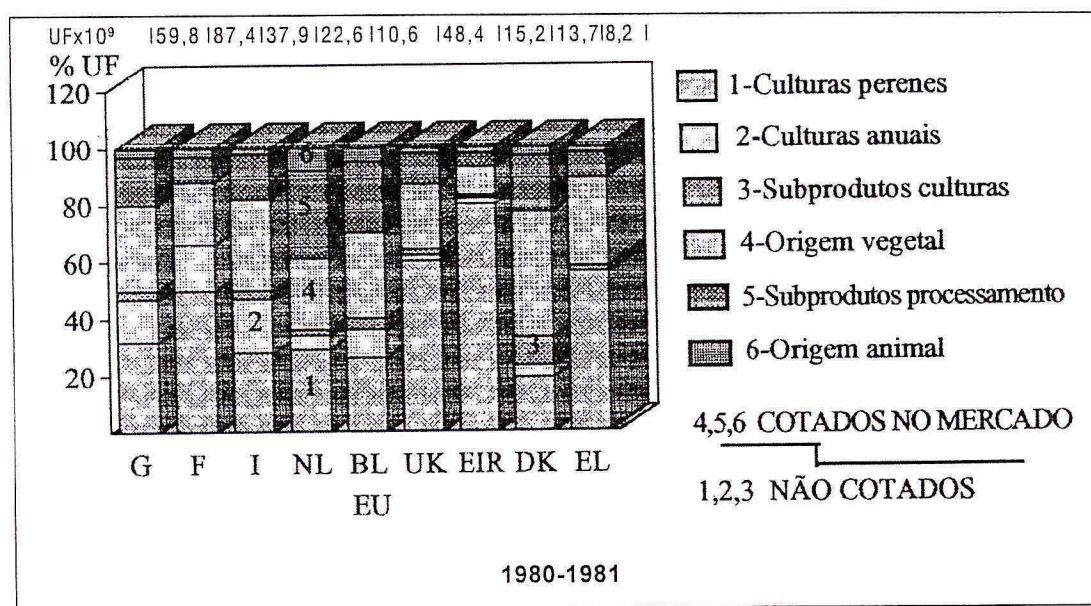 UFx10⁹ |59,8 |87,4|37,9|22,6|10,6 |48,4 |15,2|13,7|8,2 |
% UF
120
100
80
60
40
20
6
5
4
2
3
1
G F I NL BL UK EIR DK EL
EU
1-Culturas perenes
2-Culturas anuais
3-Subprodutos culturas
4-Origem vegetal
5-Subprodutos processamento
6-Origem animal
4,5,6 COTADOS NO MERCADO
1,2,3 NÃO COTADOS
1980-1981